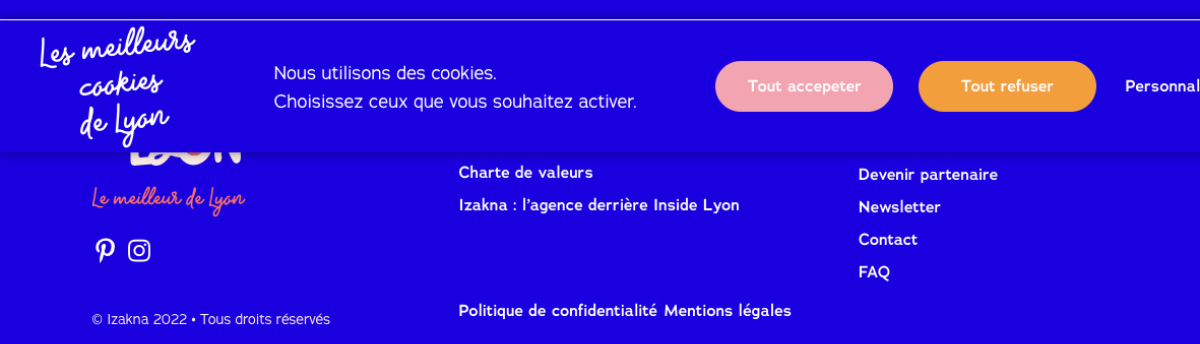 Les meilleurs
cookies
de Lyon
Nous utilisons des cookies.
Choisissez ceux que vous souhaitez activer.
Tout accepeter
Tout refuser
Le meilleur de Lyon
Charte de valeurs
Izakna : l'agence derrière Inside Lyon
Devenir partenaire
Newsletter
Contact
FAQ
Politique de confidentialité Mentions légales
© Izakna 2022 • Tous droits réservés